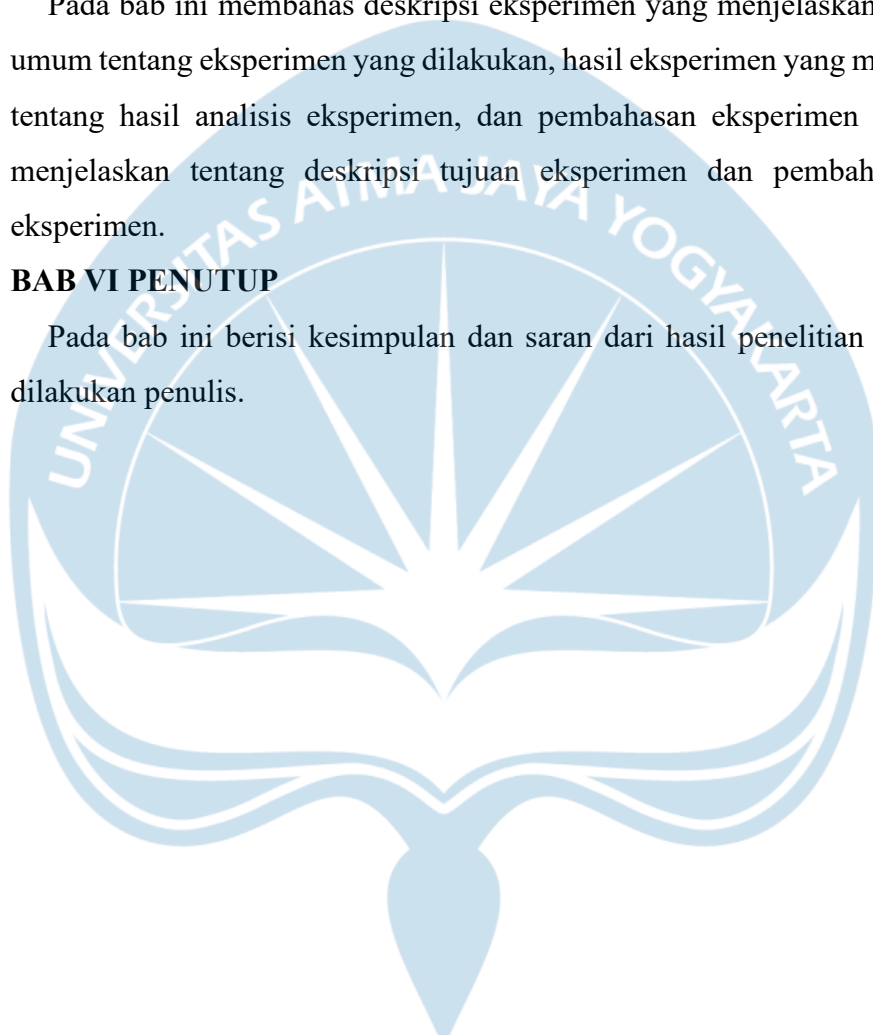 Pada bab ini membahas deskripsi eksperimen yang menjelaskan
umum tentang eksperimen yang dilakukan, hasil eksperimen yang m
tentang hasil analisis eksperimen, dan pembahasan eksperimen
menjelaskan tentang deskripsi tujuan eksperimen dan pembah
eksperimen.
BAB VI PENUTUP
Pada bab ini berisi kesimpulan dan saran dari hasil penelitian
dilakukan penulis.
UNIVERSITAS ATMA JAYA YOGYAKARTA